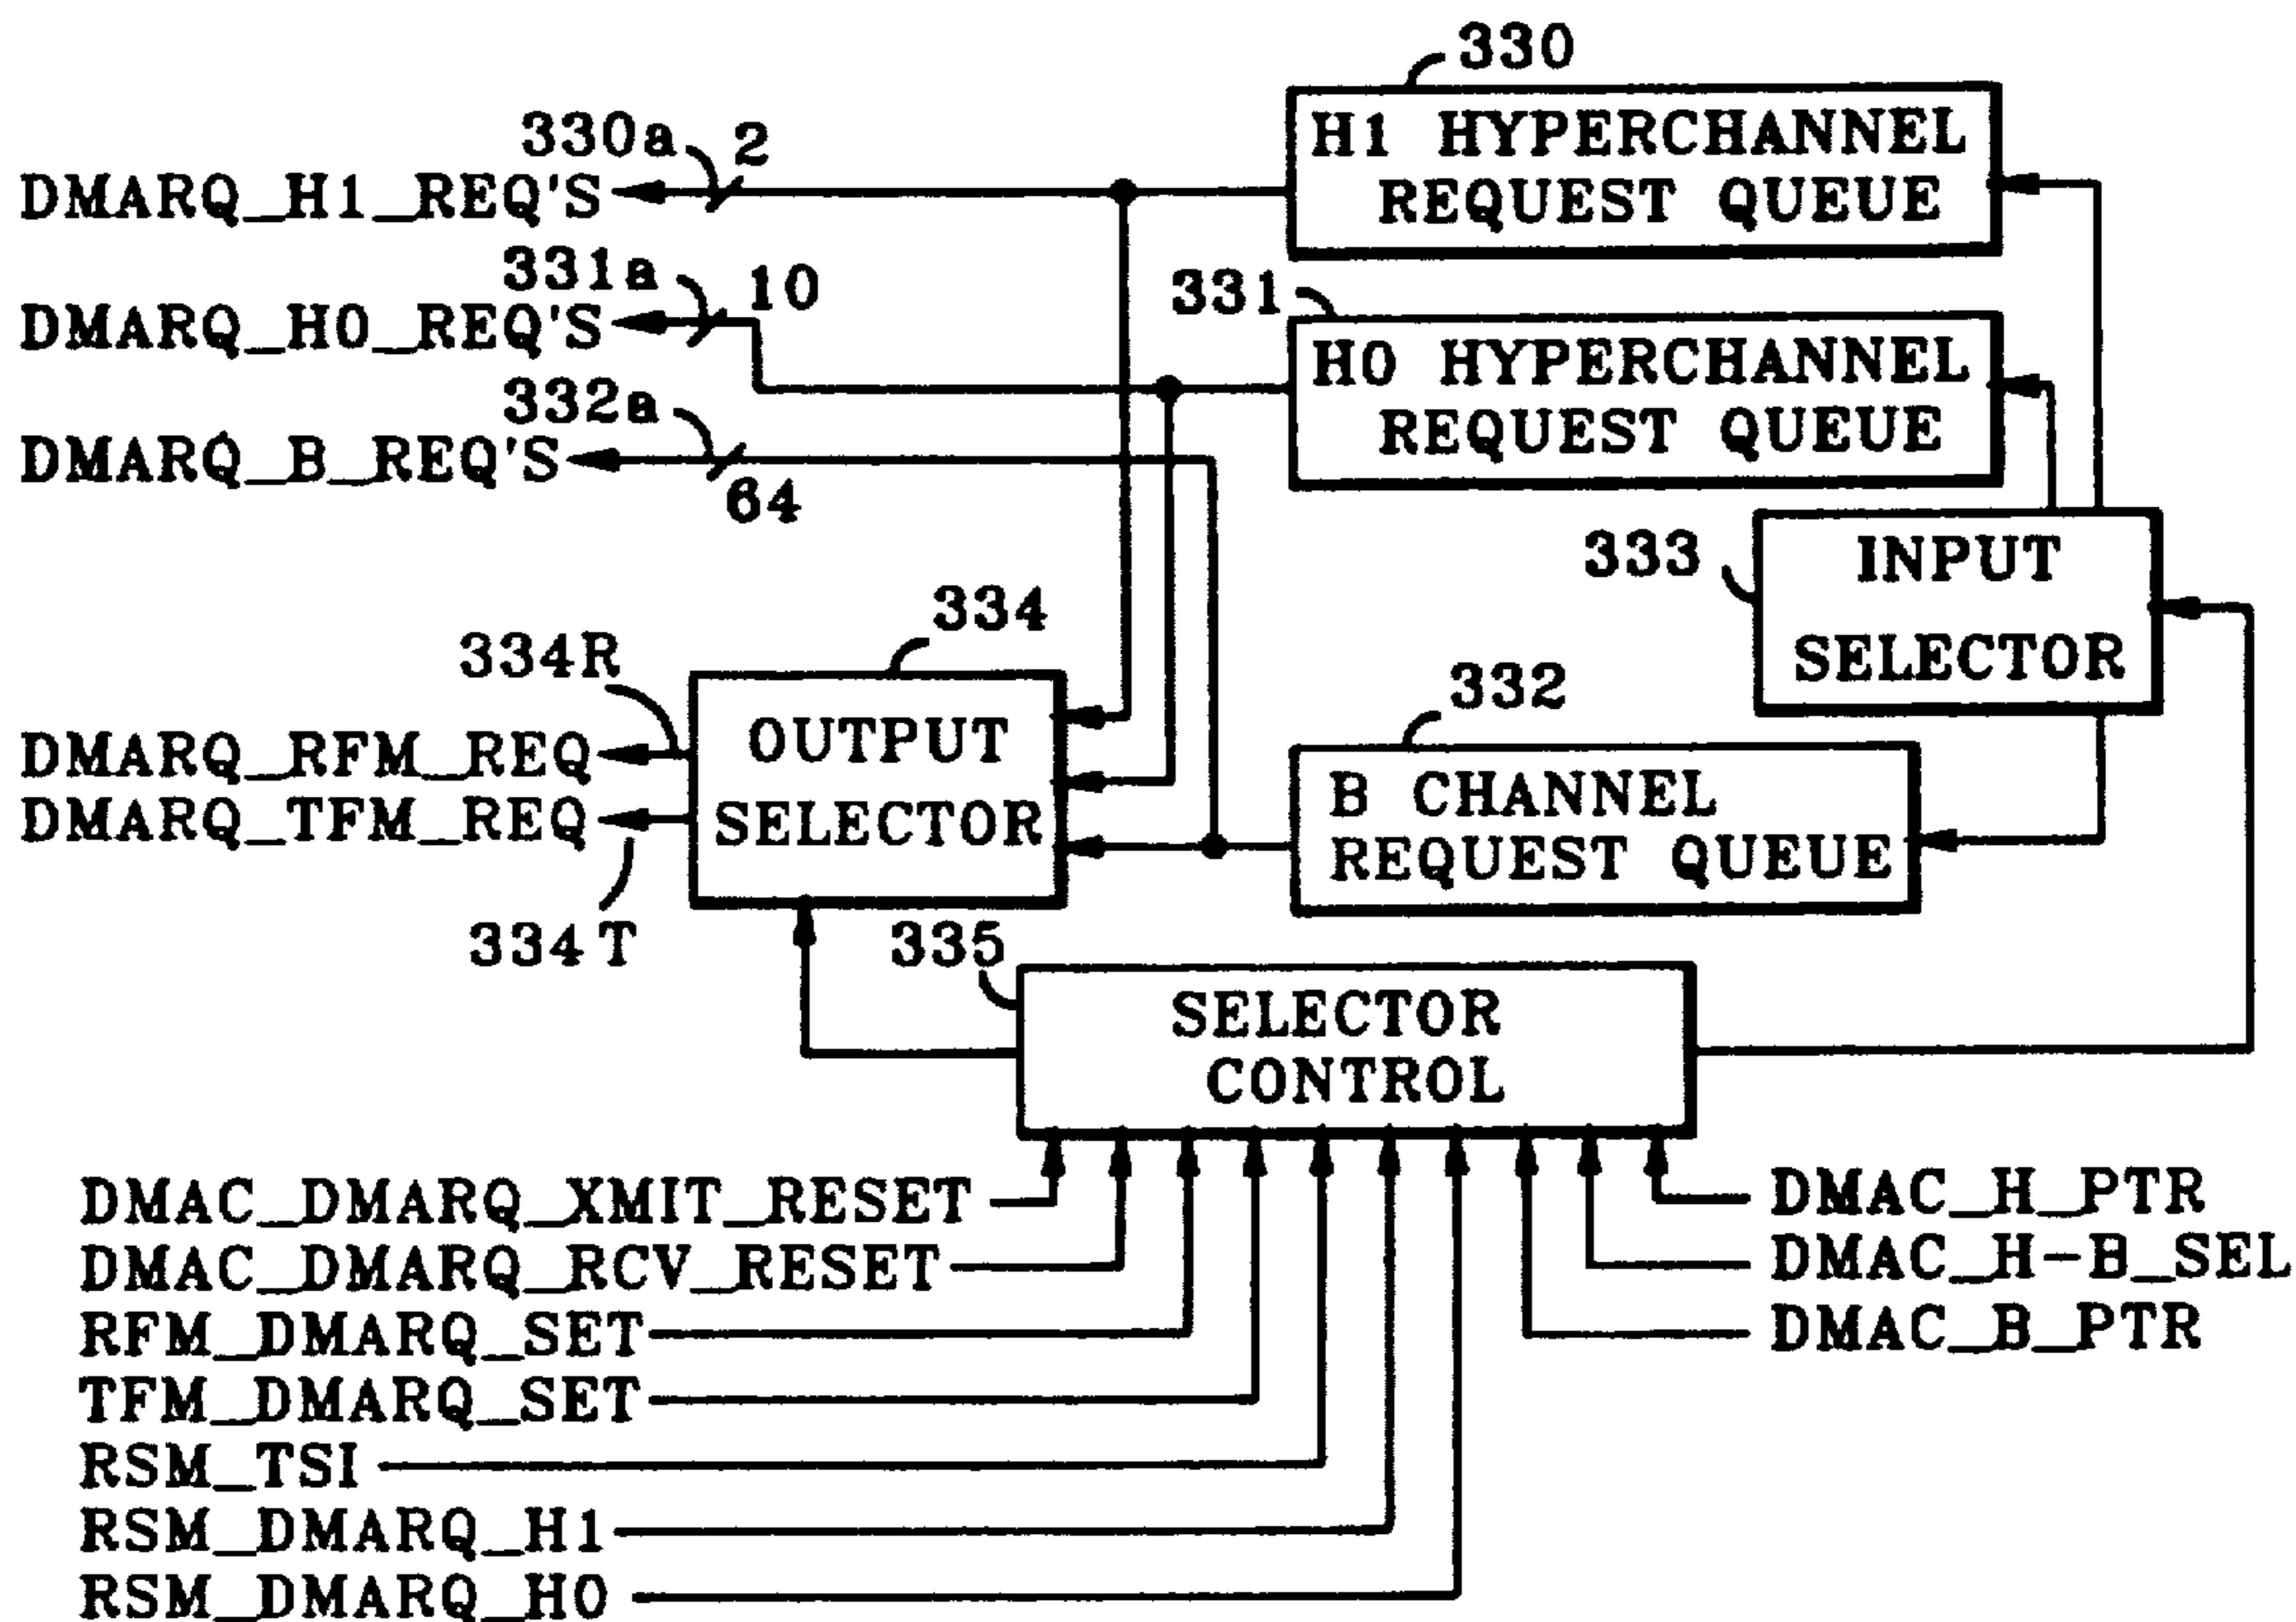 330
H1 HYPERCHANNEL
REQUEST QUEUE
330a
2
DMARQ_H1_REQ'S
331a
10
DMARQ_H0_REQ'S
331
H0 HYPERCHANNEL
REQUEST QUEUE
332a
DMARQ_B_REQ'S
64
333
INPUT
SELECTOR
334
334R
OUTPUT
SELECTOR
DMARQ_RFM_REQ
DMARQ_TFM_REQ
334T
332
B CHANNEL
REQUEST QUEUE
335
SELECTOR
CONTROL
DMAC_DMARQ_XMIT_RESET
DMAC_DMARQ_RCV_RESET
RFM_DMARQ_SET
TFM_DMARQ_SET
RSM_TSI
RSM_DMARQ_H1
RSM_DMARQ_H0
DMAC_H_PTR
DMAC_H-B_SEL
DMAC_B_PTR